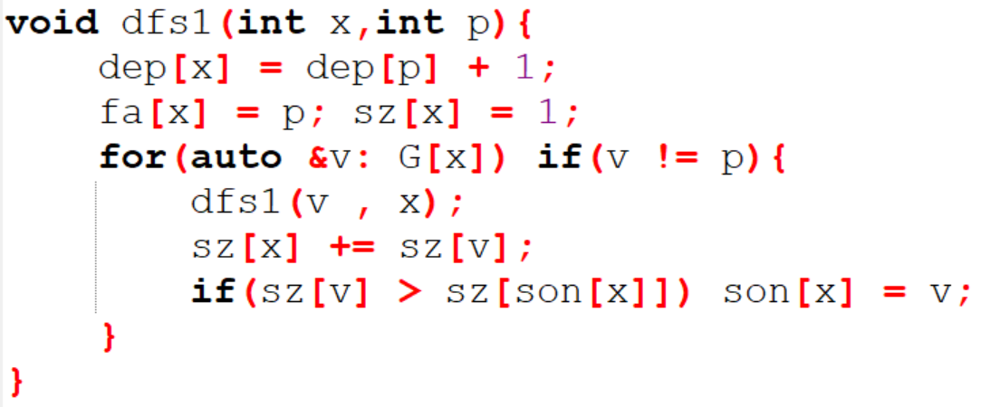 void dfs1(int x,int p){
    dep[x] = dep[p] + 1;
    fa[x] = p; sz[x] = 1;
    for(auto &v: G[x]) if(v != p){
        dfs1(v , x);
        sz[x] += sz[v];
        if(sz[v] > sz[son[x]]) son[x] = v;
    }
}